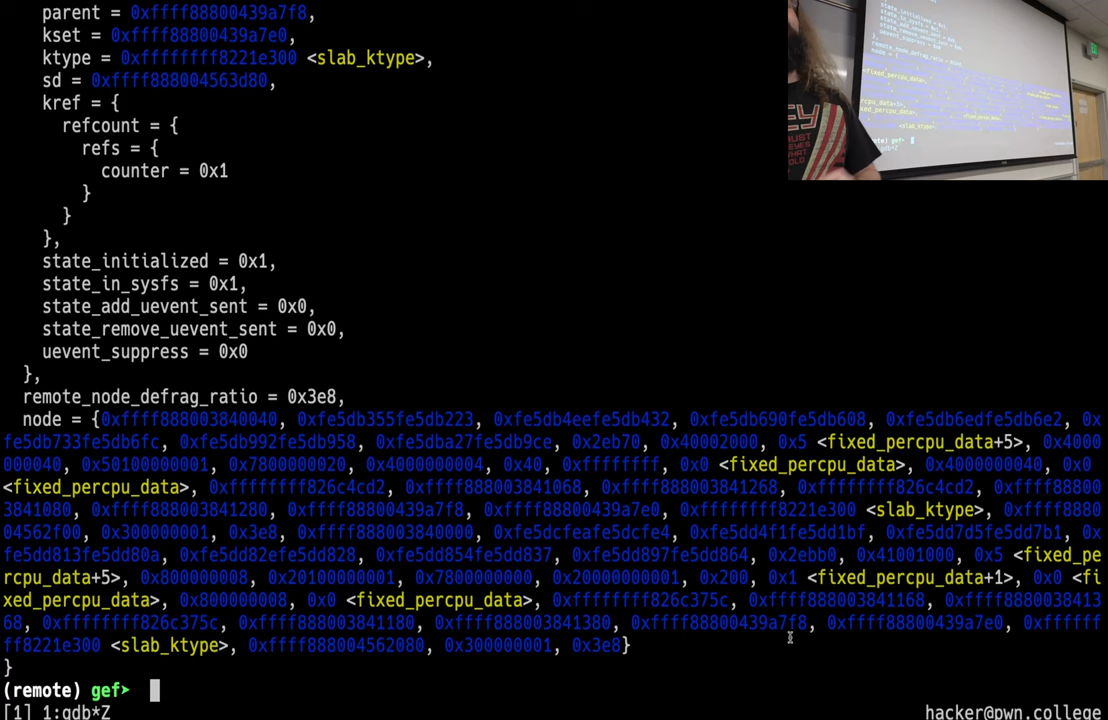 parent = 0xffff88800439a7f8,
kset = 0xffff88800439a7e0,
ktype = 0xffffffff8221e300 <slab_ktype>,
sd = 0xffff888004563d80,
kref = {
refcount = {
refs = {
counter = 0x1
}
}
},
state_initialized = 0x1,
state_in_sysfs = 0x1,
state_add_uevent_sent = 0x0,
state_remove_uevent_sent = 0x0,
uevent_suppress = 0x0
},
remote_node_defrag_ratio = 0x3e8,
node = {0xffff888003840040, 0xfe5db355fe5db223, 0xfe5db4eefe5db432, 0xfe5db690fe5db608, 0xfe5db6edfe5db6e2, 0x
fe5db733fe5db6fc, 0xfe5db992fe5db958, 0xfe5dba27fe5db9ce, 0x2eb70, 0x40002000, 0x5 <fixed_percpu_data+5>, 0x4000
000040, 0x50100000001, 0x7800000020, 0x4000000004, 0x40, 0xffffffff, 0x0 <fixed_percpu_data>, 0x4000000040, 0x0
<fixed_percpu_data>, 0xffffffff826c4cd2, 0xffff888003841068, 0xffff888003841268, 0xffffffff826c4cd2, 0xffff88800
3841080, 0xffff888003841280, 0xffff88800439a7f8, 0xffff88800439a7e0, 0xffffffff8221e300 <slab_ktype>, 0xffff8880
04562f00, 0x300000001, 0x3e8, 0xffff888003840000, 0xfe5dcfeafe5dcfe4, 0xfe5dd4f1fe5dd1bf, 0xfe5dd7d5fe5dd7b1, 0x
fe5dd813fe5dd80a, 0xfe5dd82efe5dd828, 0xfe5dd854fe5dd837, 0xfe5dd897fe5dd864, 0x2ebb0, 0x41001000, 0x5 <fixed_pe
rcpu_data+5>, 0x800000008, 0x20100000001, 0x7800000000, 0x20000000001, 0x200, 0x1 <fixed_percpu_data+1>, 0x0 <fi
xed_percpu_data>, 0x800000008, 0x0 <fixed_percpu_data>, 0xffffffff826c375c, 0xffff888003841168, 0xffff8880038413
68, 0xffffffff826c375c, 0xffff888003841180, 0xffff888003841380, 0xffff88800439a7f8, 0xffff88800439a7e0, 0xffffff
ff8221e300 <slab_ktype>, 0xffff888004562080, 0x300000001, 0x3e8}
}
(remote) gef➤
[1] 1:gdb*Z
hacker@pwn.college